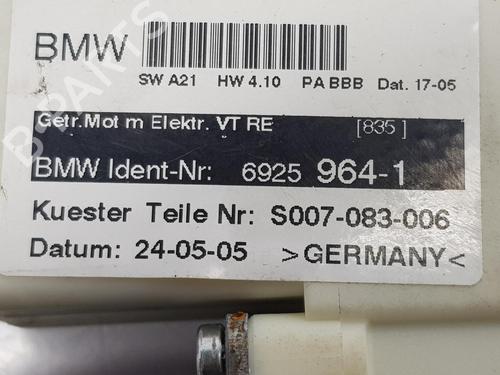 BMW
SW A21 HW 4.10 PA BBB Dat. 17-05
Getr.Mot m Elektr. VT RE [835]
BMW Ident-Nr: 6925 964-1
Kuester Teile Nr: S007-083-006
Datum: 24-05-05 >GERMANY<
B-PARTS